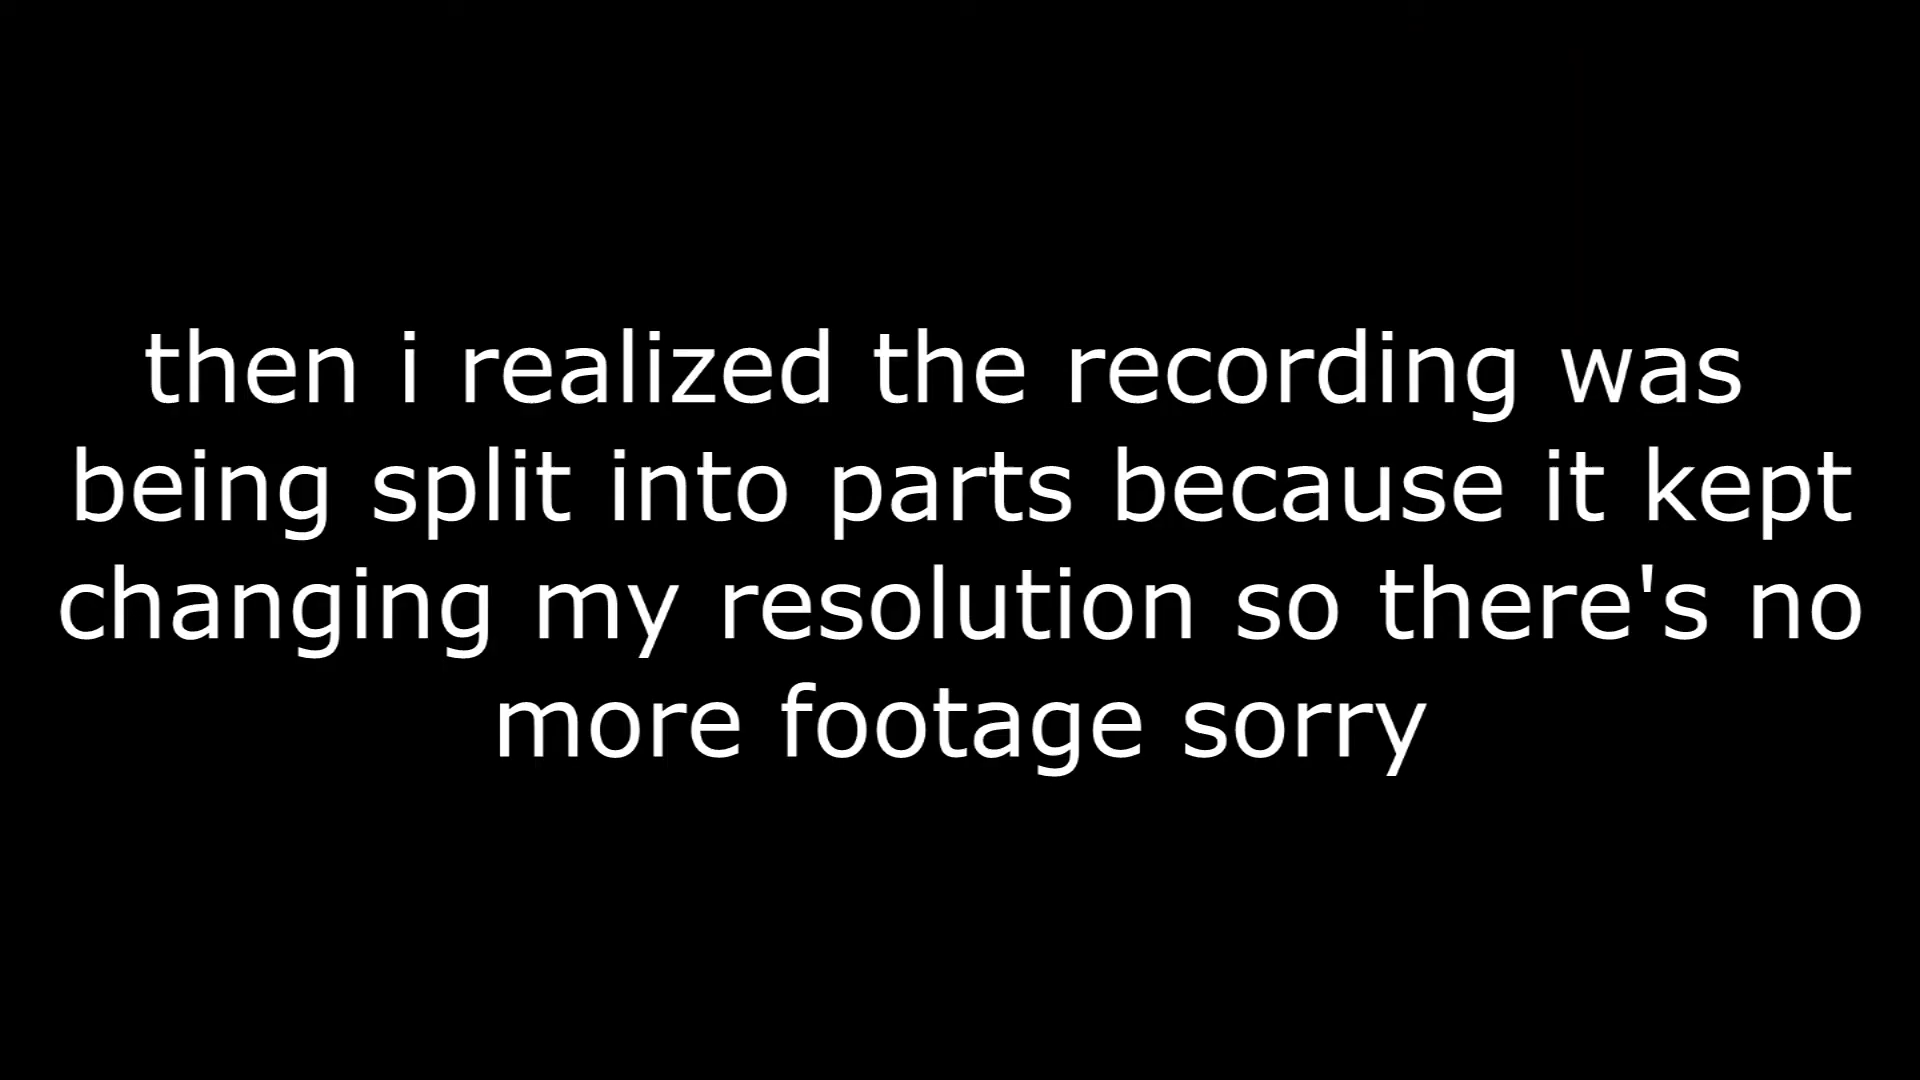 then i realized the recording was
being split into parts because it kept
changing my resolution so there's no
more footage sorry